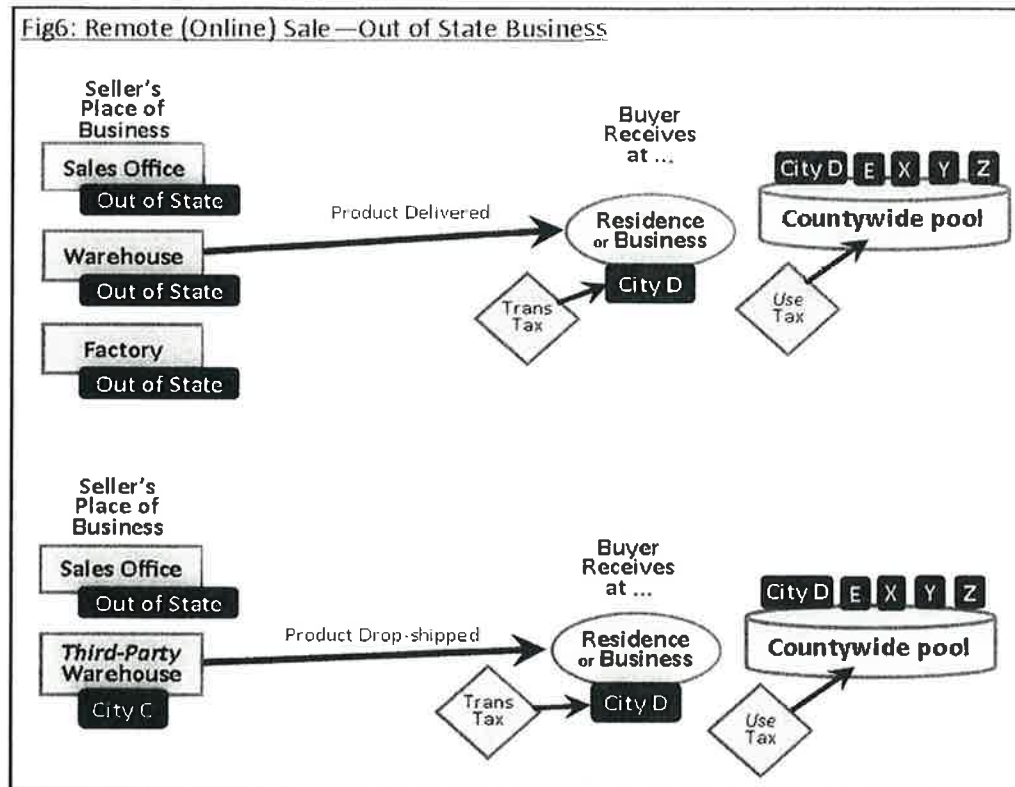 Fig6: Remote (Online) Sale—Out of State Business
Seller's
Place of
Business
Sales Office
Out of State
Warehouse
Out of State
Factory
Out of State
Product Delivered
Buyer
Receives
at ...
Residence
or Business
City D
Trans
Tax
City D E X Y Z
Countywide pool
Use
Tax
Seller's
Place of
Business
Sales Office
Out of State
Third-Party
Warehouse
City C
Product Drop-shipped
Buyer
Receives
at ...
Residence
or Business
City D
Trans
Tax
City D E X Y Z
Countywide pool
Use
Tax